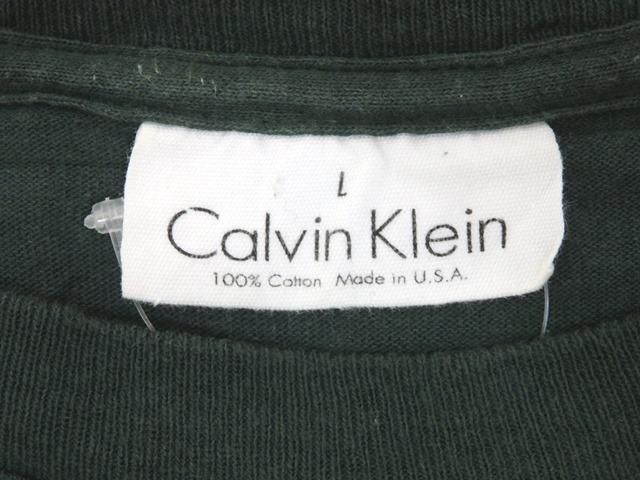 L
Calvin Klein
100% Cotton Made in U.S.A.